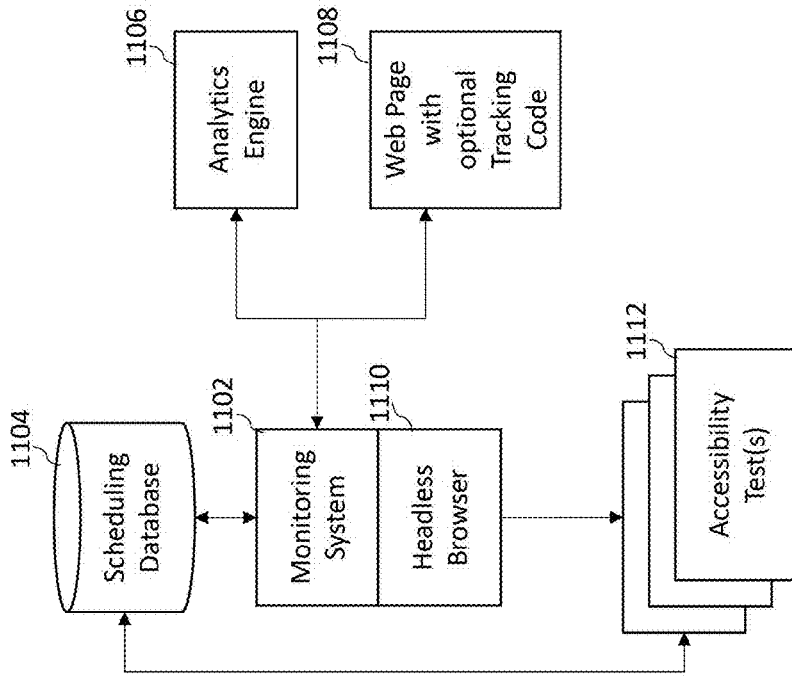 1104
Scheduling
Database
1106
Analytics
Engine
1102
Monitoring
System
1108
Web Page
with
optional
Tracking
Code
1110
Headless
Browser
1112
Accessibility
Test(s)